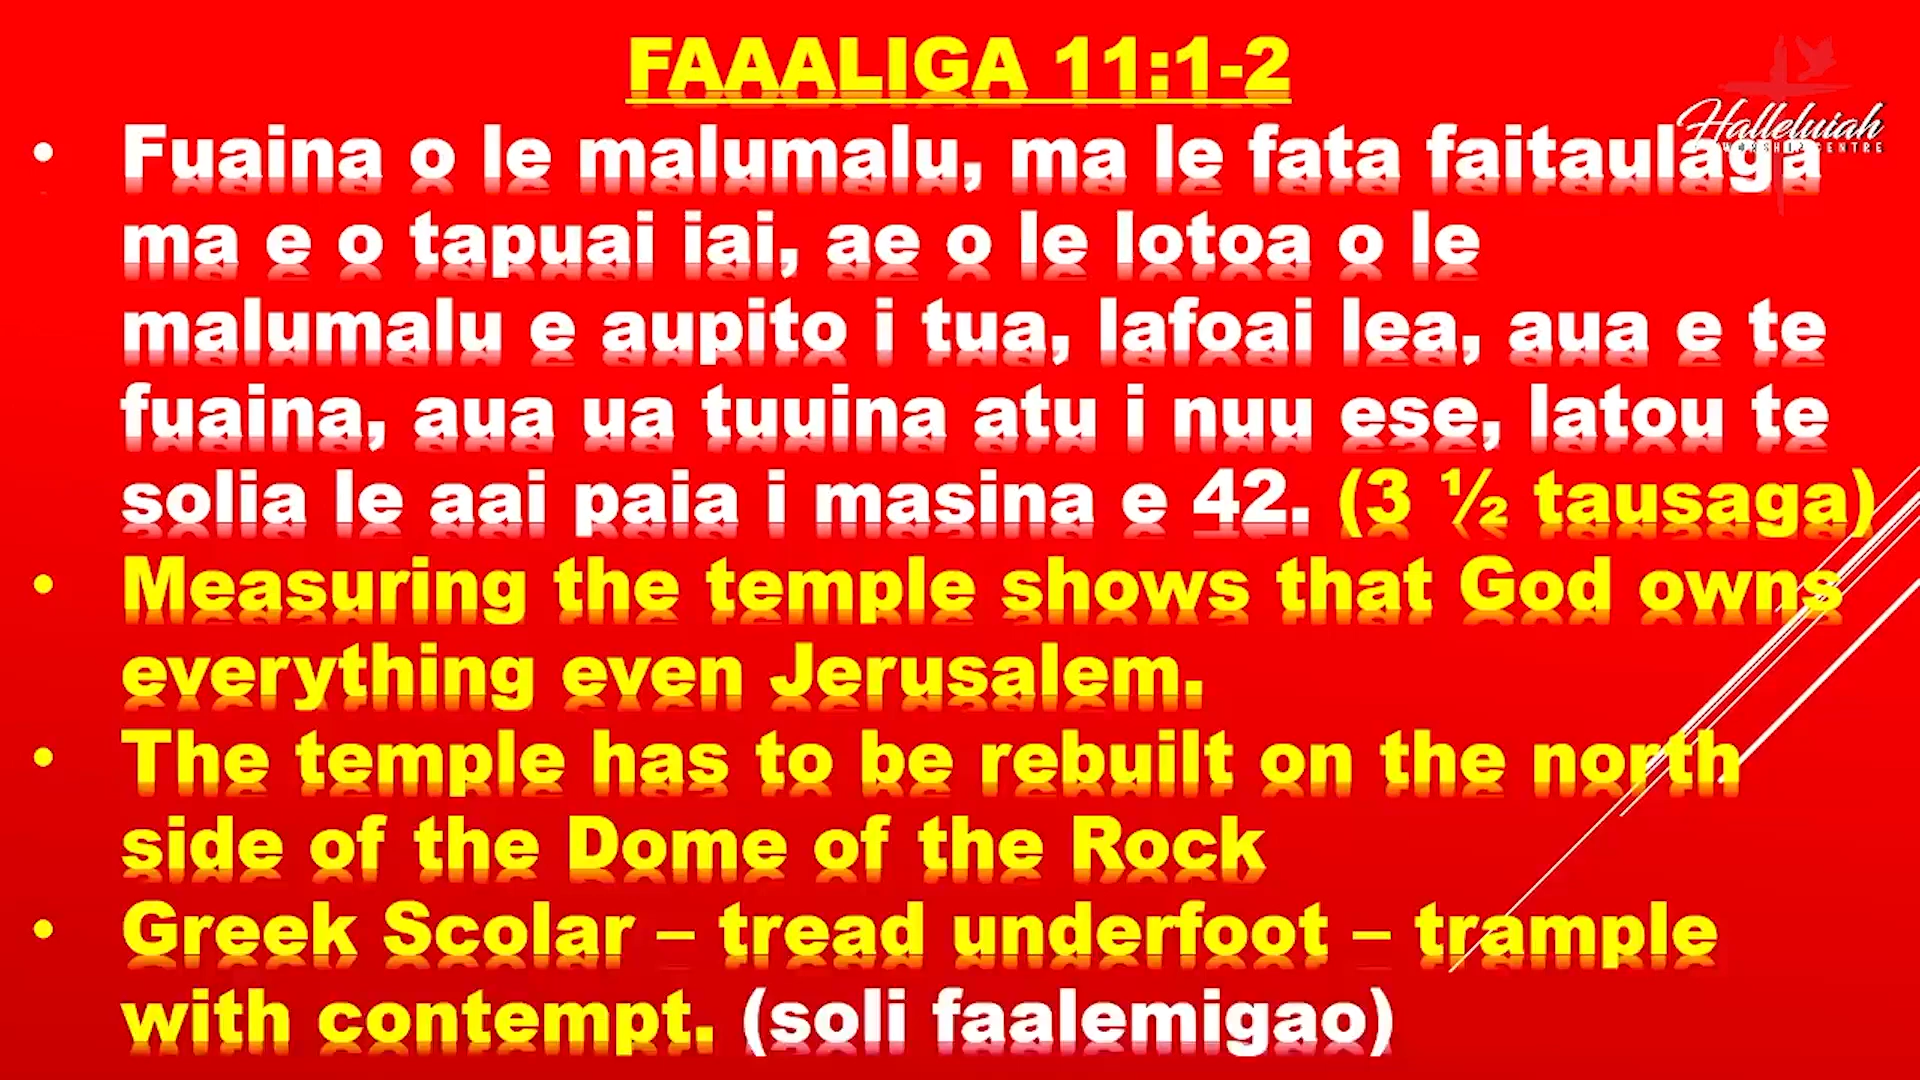 FAAALIGA 11:1-2
Halleluiah
WORSHIP CENTRE
• Fuaina o le malumalu, ma le fata faitaulaga
ma e o tapuai iai, ae o le lotoa o le
malumalu e aupito i tua, lafoai lea, aua e te
fuaina, aua ua tuuina atu i nuu ese, latou te
solia le aai paia i masina e 42. (3 ½ tausaga)
• Measuring the temple shows that God owns
everything even Jerusalem.
• The temple has to be rebuilt on the north
side of the Dome of the Rock
• Greek Scolar – tread underfoot – trample
with contempt. (soli faalemigao)